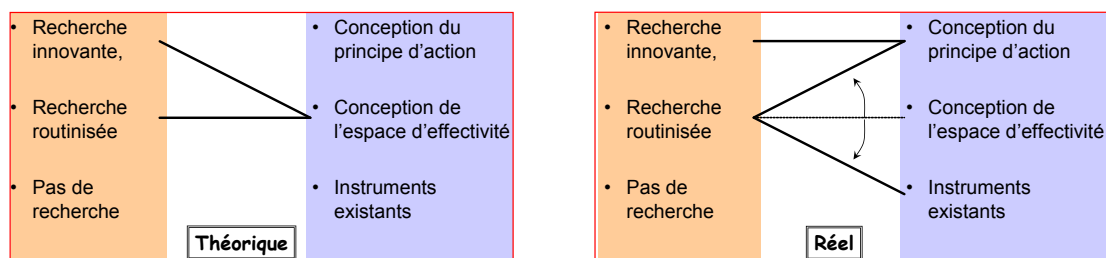 • Recherche
innovante,
• Recherche
routinisée
• Pas de
recherche
• Conception du
principe d’action
• Conception de
l’espace d’effectivité
• Instruments
existants
Théorique
• Recherche
innovante,
• Recherche
routinisée
• Pas de
recherche
• Conception du
principe d’action
• Conception de
l’espace d’effectivité
• Instruments
existants
Réel